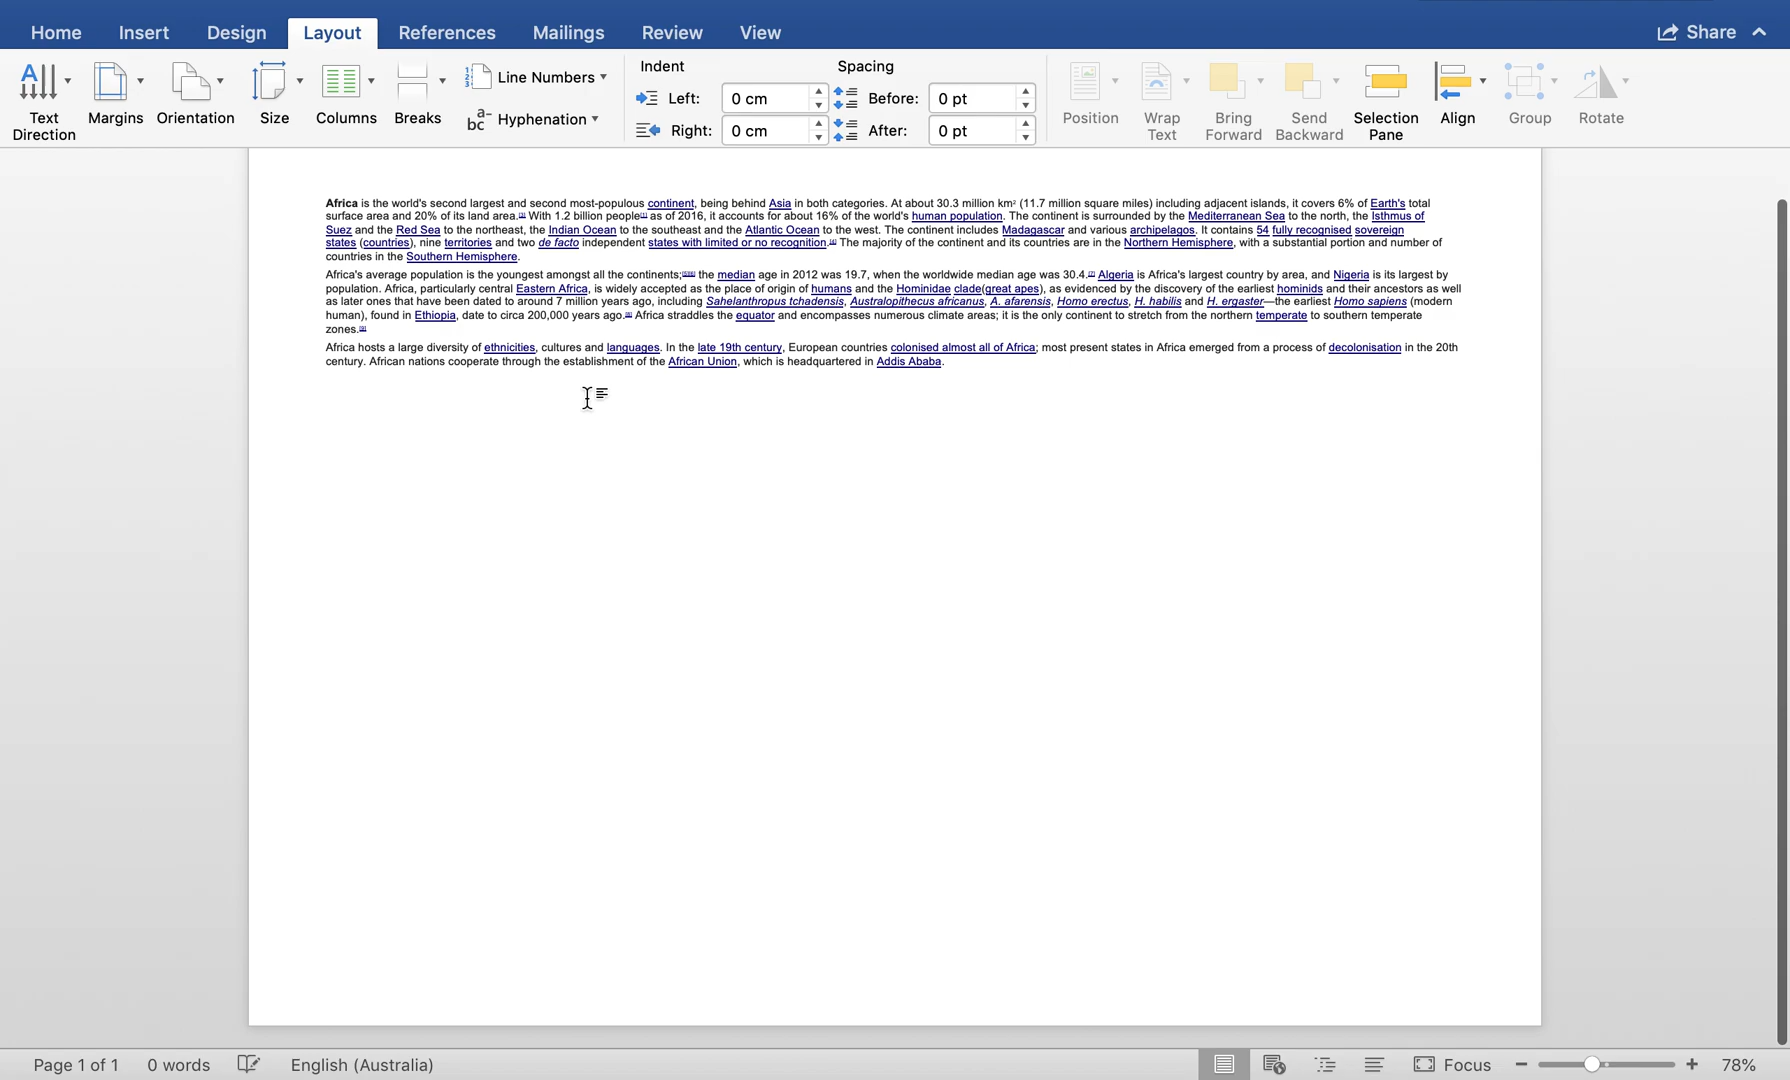 Home Insert Design Layout References Mailings Review View Share
Text Direction
Margins
Orientation
Size
Columns
Breaks
Line Numbers
Hyphenation
Indent
Left: 0 cm
Right: 0 cm
Spacing
Before: 0 pt
After: 0 pt
Position
Wrap Text
Bring Forward
Send Backward
Selection Pane
Align
Group
Rotate
Africa is the world's second largest and second most-populous continent, being behind Asia in both categories. At about 30.3 million km² (11.7 million square miles) including adjacent islands, it covers 6% of Earth's total
surface area and 20% of its land area. With 1.2 billion people as of 2016, it accounts for about 16% of the world's human population. The continent is surrounded by the Mediterranean Sea to the north, the Isthmus of
Suez and the Red Sea to the northeast, the Indian Ocean to the southeast and the Atlantic Ocean to the west. The continent includes Madagascar and various archipelagos. It contains 54 fully recognised sovereign
states (countries), nine territories and two de facto independent states with limited or no recognition. The majority of the continent and its countries are in the Northern Hemisphere, with a substantial portion and number of
countries in the Southern Hemisphere.
Africa's average population is the youngest amongst all the continents; the median age in 2012 was 19.7, when the worldwide median age was 30.4. Algeria is Africa's largest country by area, and Nigeria is its largest by
population. Africa, particularly central Eastern Africa, is widely accepted as the place of origin of humans and the Hominidae clade(great apes), as evidenced by the discovery of the earliest hominids and their ancestors as well
as later ones that have been dated to around 7 million years ago, including Sahelanthropus tchadensis, Australopithecus africanus, A. afarensis, Homo erectus, H. habilis and H. ergaster—the earliest Homo sapiens (modern
human), found in Ethiopia, date to circa 200,000 years ago. Africa straddles the equator and encompasses numerous climate areas; it is the only continent to stretch from the northern temperate to southern temperate
zones.
Africa hosts a large diversity of ethnicities, cultures and languages. In the late 19th century, European countries colonised almost all of Africa; most present states in Africa emerged from a process of decolonisation in the 20th
century. African nations cooperate through the establishment of the African Union, which is headquartered in Addis Ababa.
Page 1 of 1 0 words English (Australia) Focus 78%